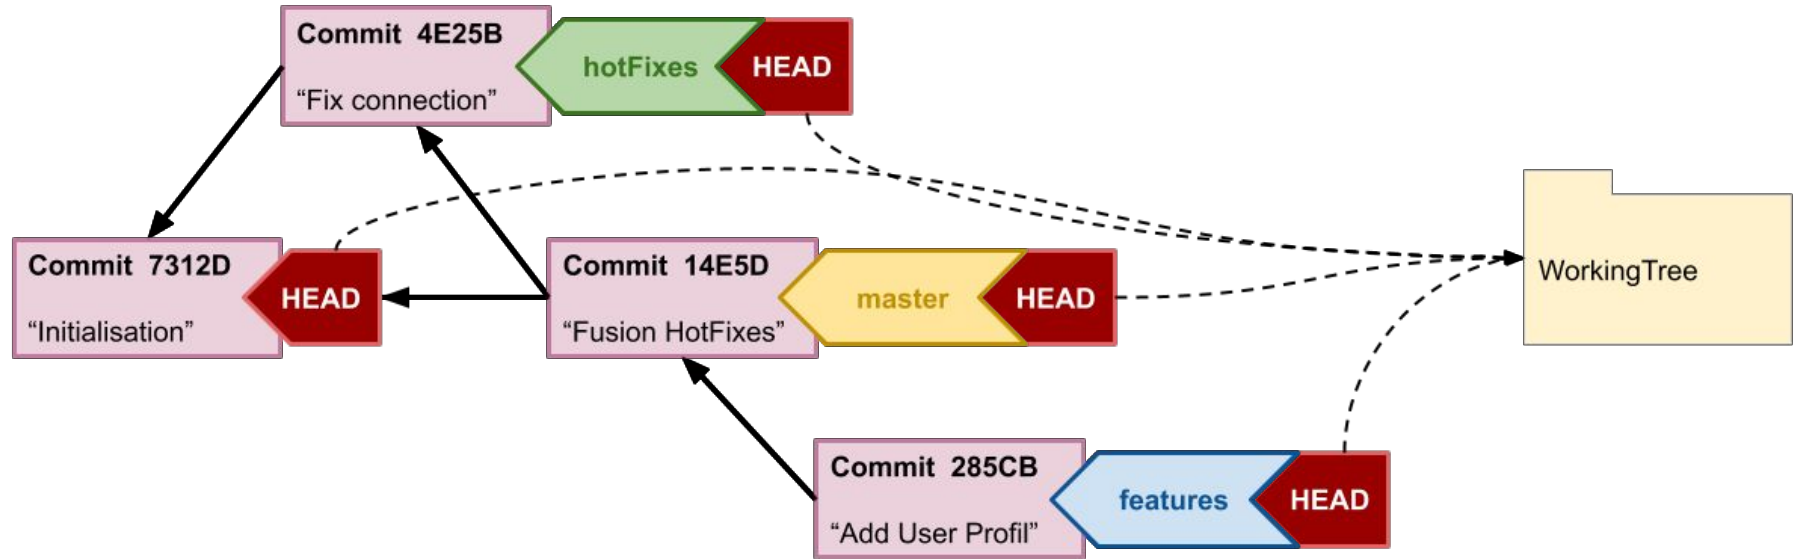 Commit 4E25B
“Fix connection”
hotFixes
HEAD
Commit 7312D
“Initialisation”
HEAD
Commit 14E5D
“Fusion HotFixes”
master
HEAD
WorkingTree
Commit 285CB
“Add User Profil”
features
HEAD